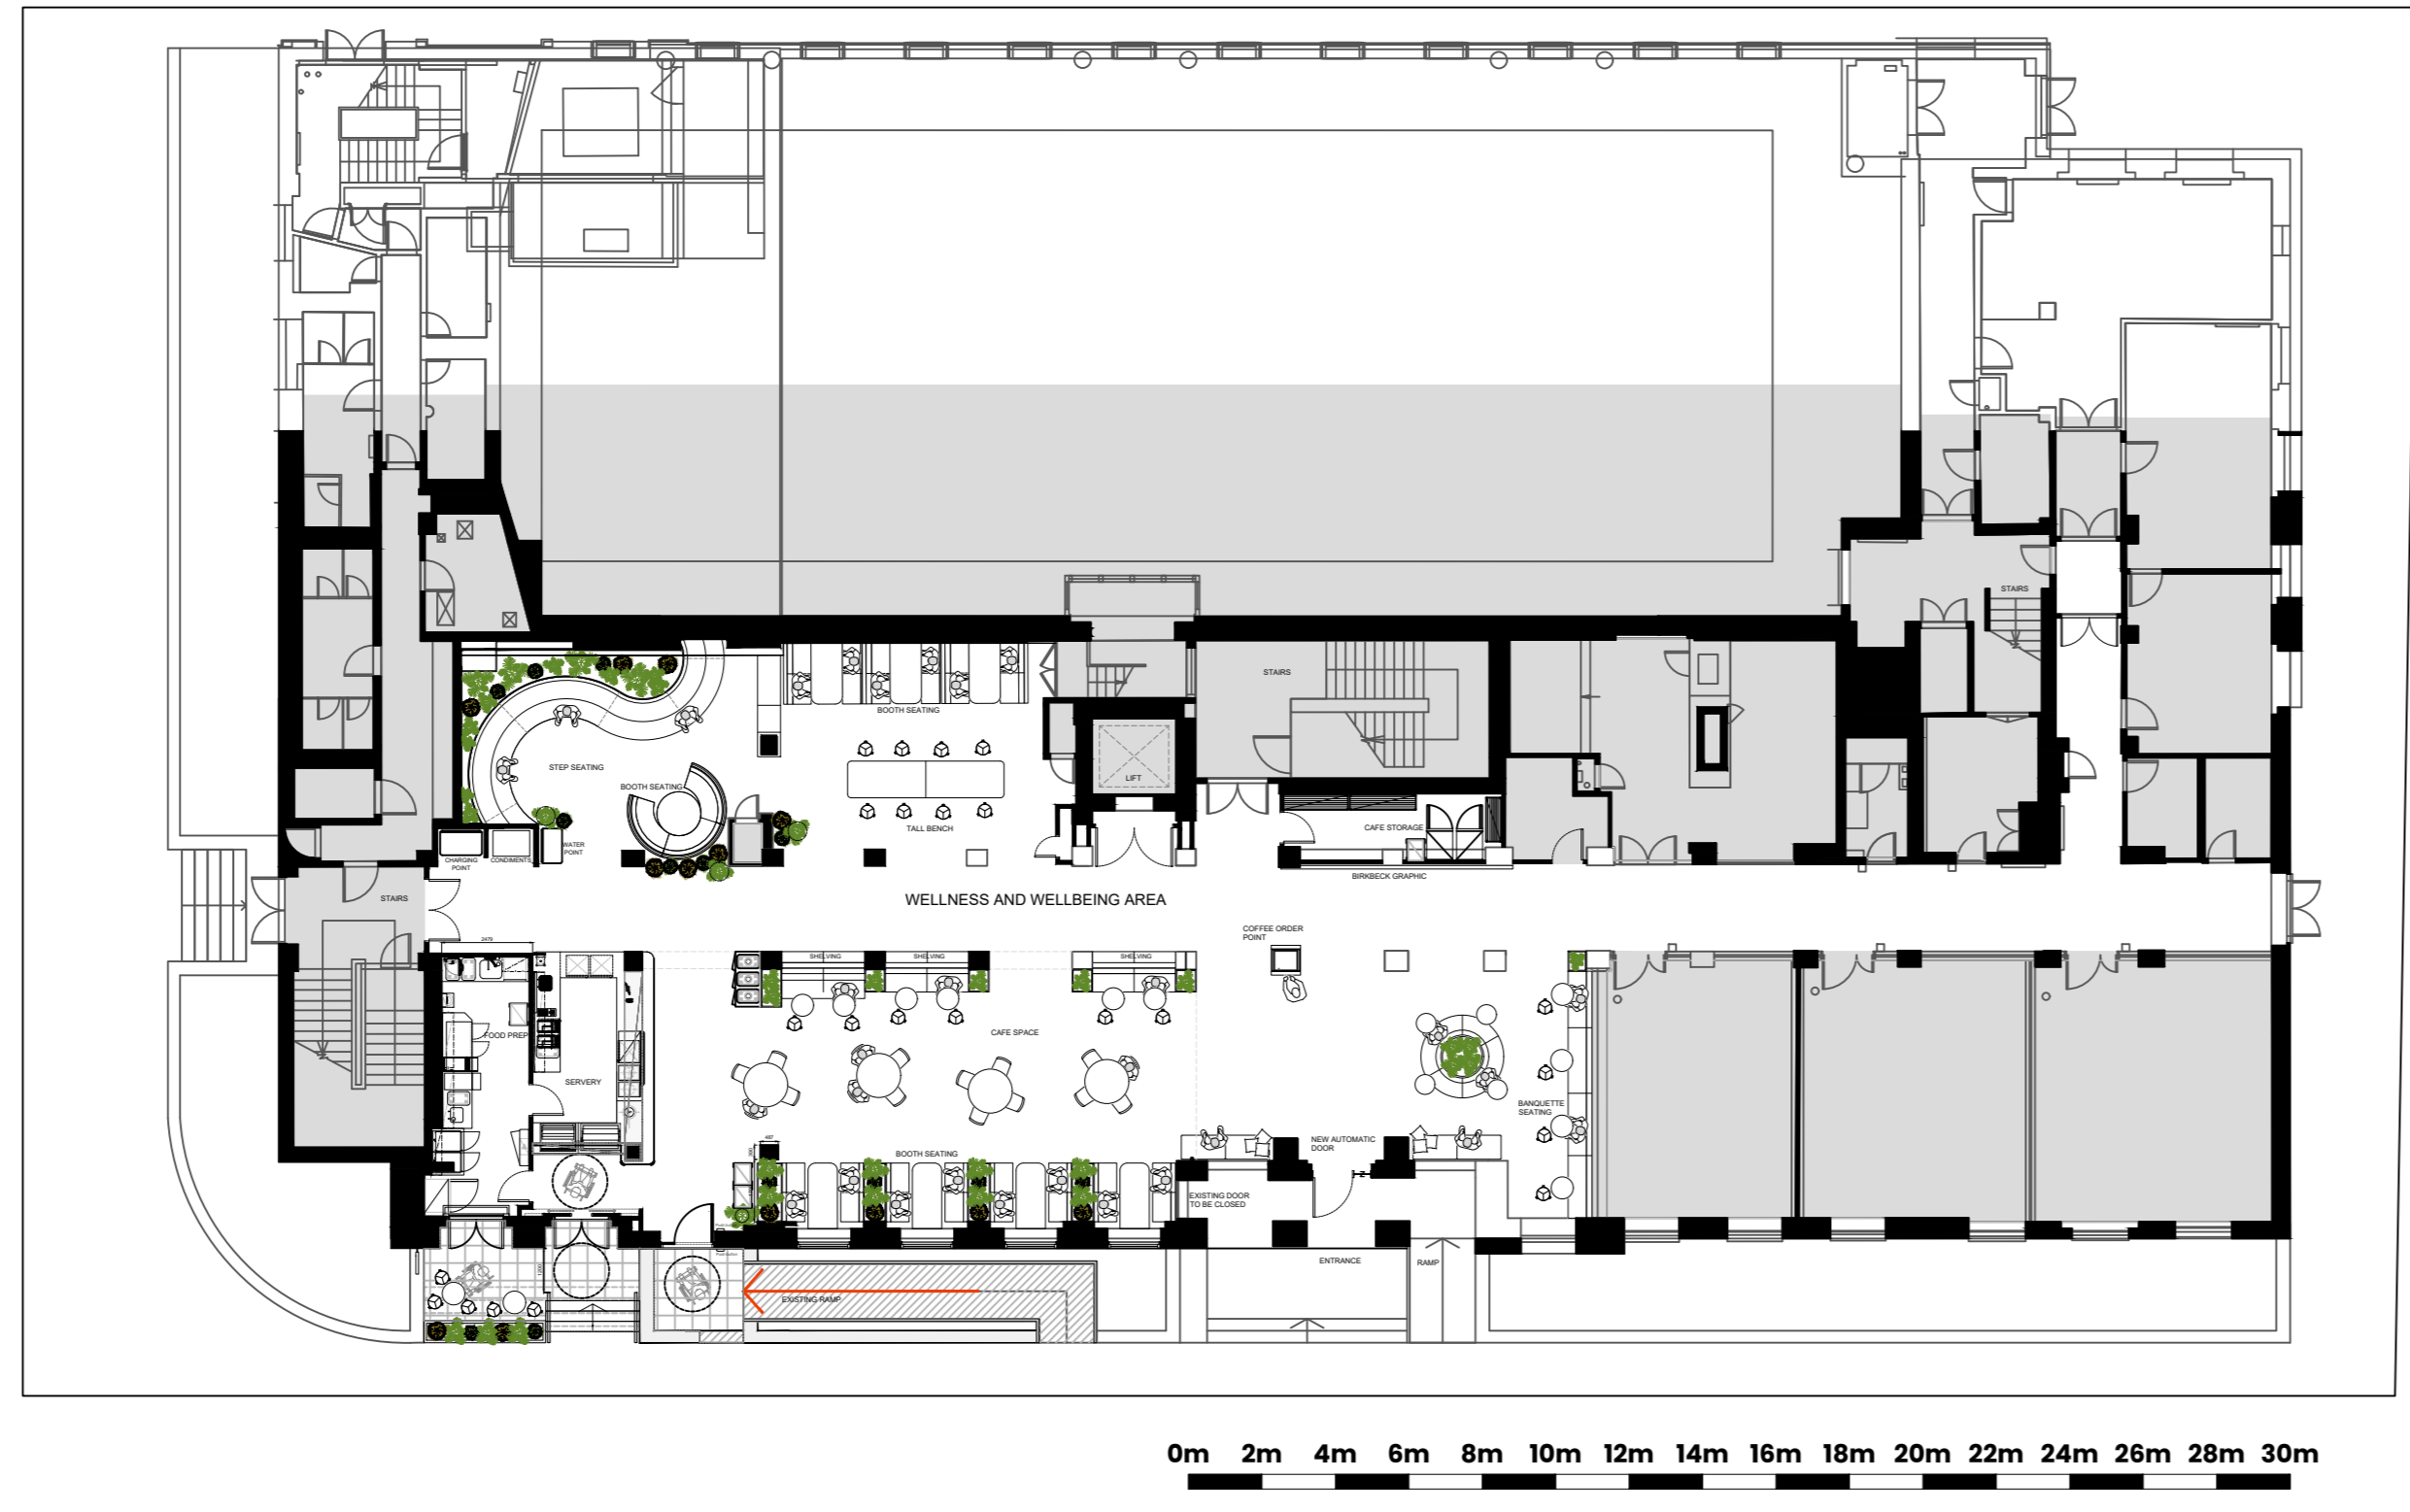 STAIRS
STAIRS
BOOTH SEATING
STEP SEATING
LIFT
BOOTH SEATING
TALL BENCH
CAFE STORAGE
WATER
POINT
CHARGING
POINT
CONDIMENTS
BIRKBECK GRAPHIC
STAIRS
WELLNESS AND WELLBEING AREA
COFFEE ORDER
POINT
2479
SHELVING
SHELVING
SHELVING
FOOD PREP
CAFE SPACE
SERVERY
BANQUETTE
SEATING
497
NEW AUTOMATIC
DOOR
BOOTH SEATING
EXISTING DOOR
TO BE CLOSED
ENTRANCE
RAMP
1200
EXISTING RAMP
0m 2m 4m 6m 8m 10m 12m 14m 16m 18m 20m 22m 24m 26m 28m 30m